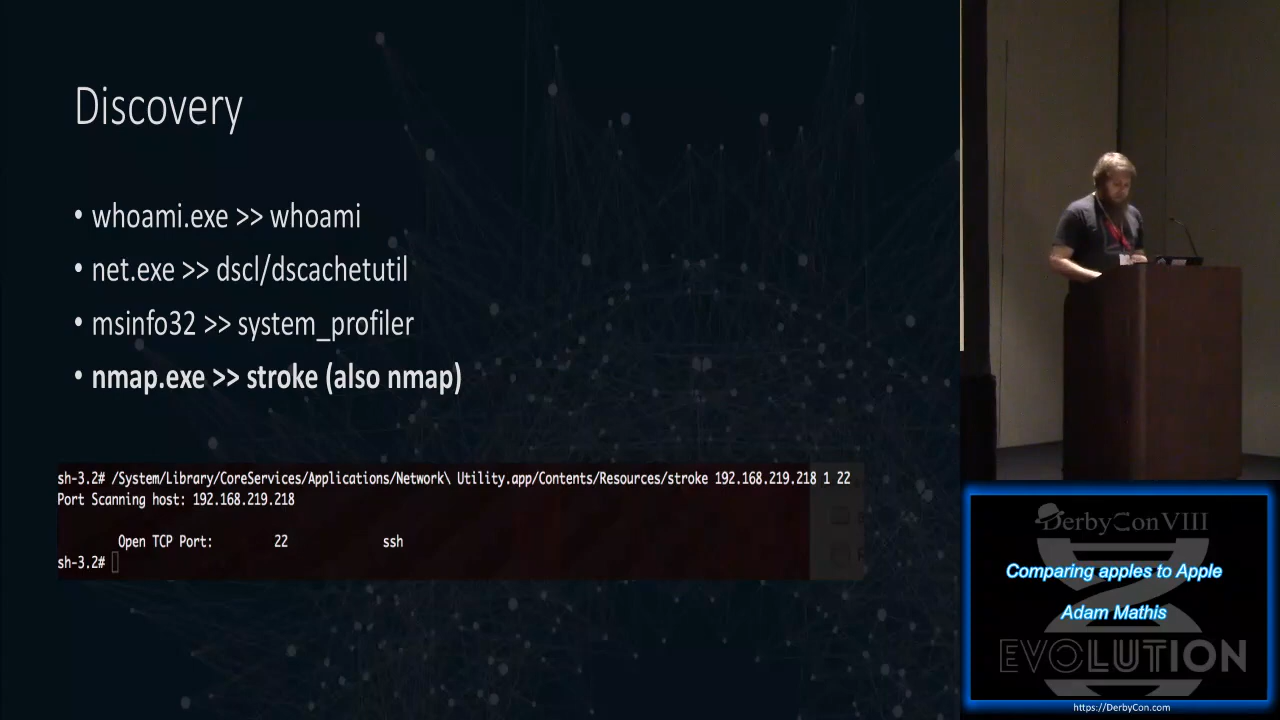 Discovery
• whoami.exe >> whoami
• net.exe >> dscl/dscachetutil
• msinfo32 >> system_profiler
• nmap.exe >> stroke (also nmap)
sh-3.2# /System/Library/CoreServices/Applications/Network\ Utility.app/Contents/Resources/stroke 192.168.219.218 1 22
Port Scanning host: 192.168.219.218
Open TCP Port: 22 ssh
sh-3.2#
DerbyCon VIII
Comparing apples to Apple
Adam Mathis
EVOLUTION
https://DerbyCon.com